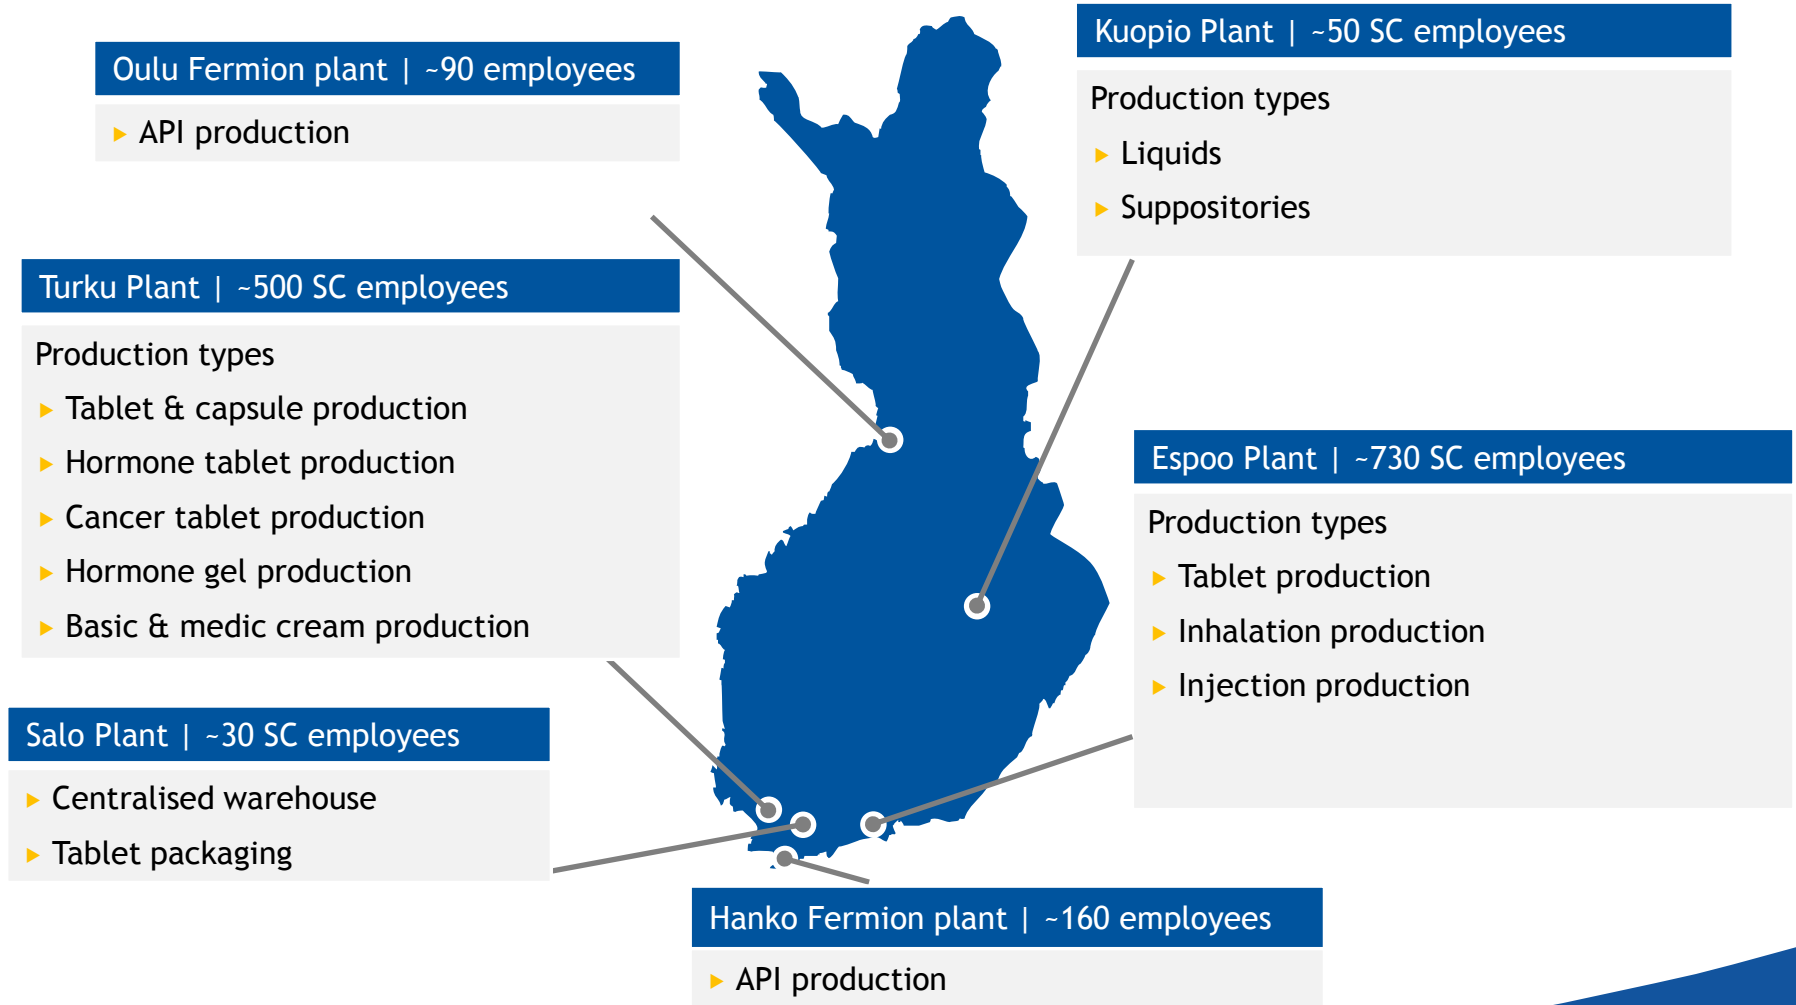 Oulu Fermion plant | ~90 employees
▸ API production
Kuopio Plant | ~50 SC employees
Production types
▸ Liquids
▸ Suppositories
Turku Plant | ~500 SC employees
Production types
▸ Tablet & capsule production
▸ Hormone tablet production
▸ Cancer tablet production
▸ Hormone gel production
▸ Basic & medic cream production
Espoo Plant | ~730 SC employees
Production types
▸ Tablet production
▸ Inhalation production
▸ Injection production
Salo Plant | ~30 SC employees
▸ Centralised warehouse
▸ Tablet packaging
Hanko Fermion plant | ~160 employees
▸ API production